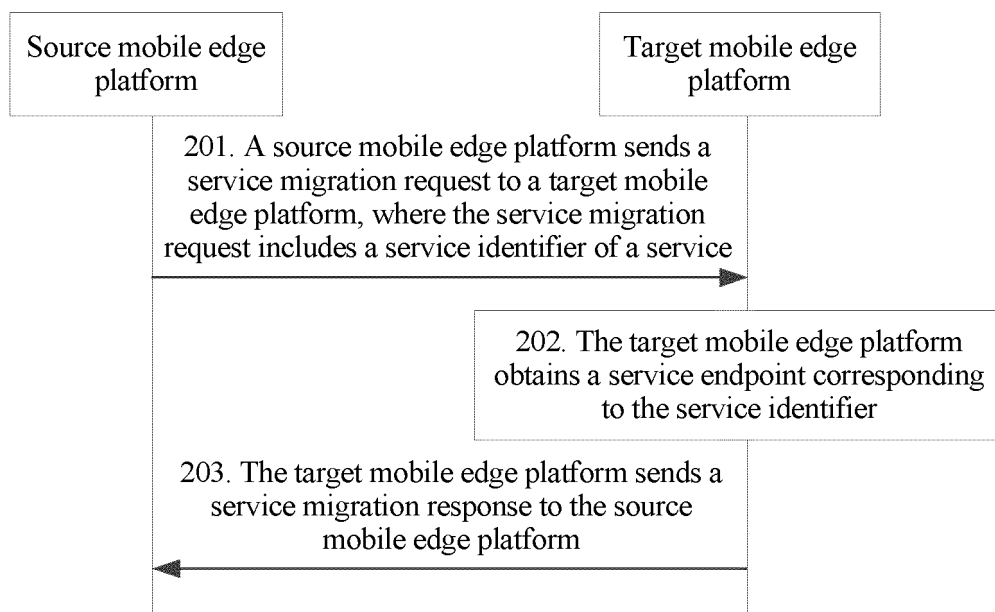 Source mobile edge
platform
Target mobile edge
platform
201. A source mobile edge platform sends a
service migration request to a target mobile
edge platform, where the service migration
request includes a service identifier of a service
202. The target mobile edge platform
obtains a service endpoint corresponding
to the service identifier
203. The target mobile edge platform sends a
service migration response to the source
mobile edge platform